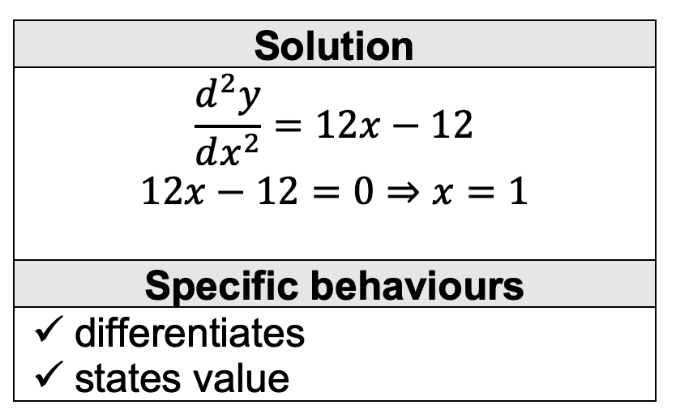 Solution
d²y/dx² = 12x − 12
12x − 12 = 0 ⇒ x = 1
Specific behaviours
✓ differentiates
✓ states value